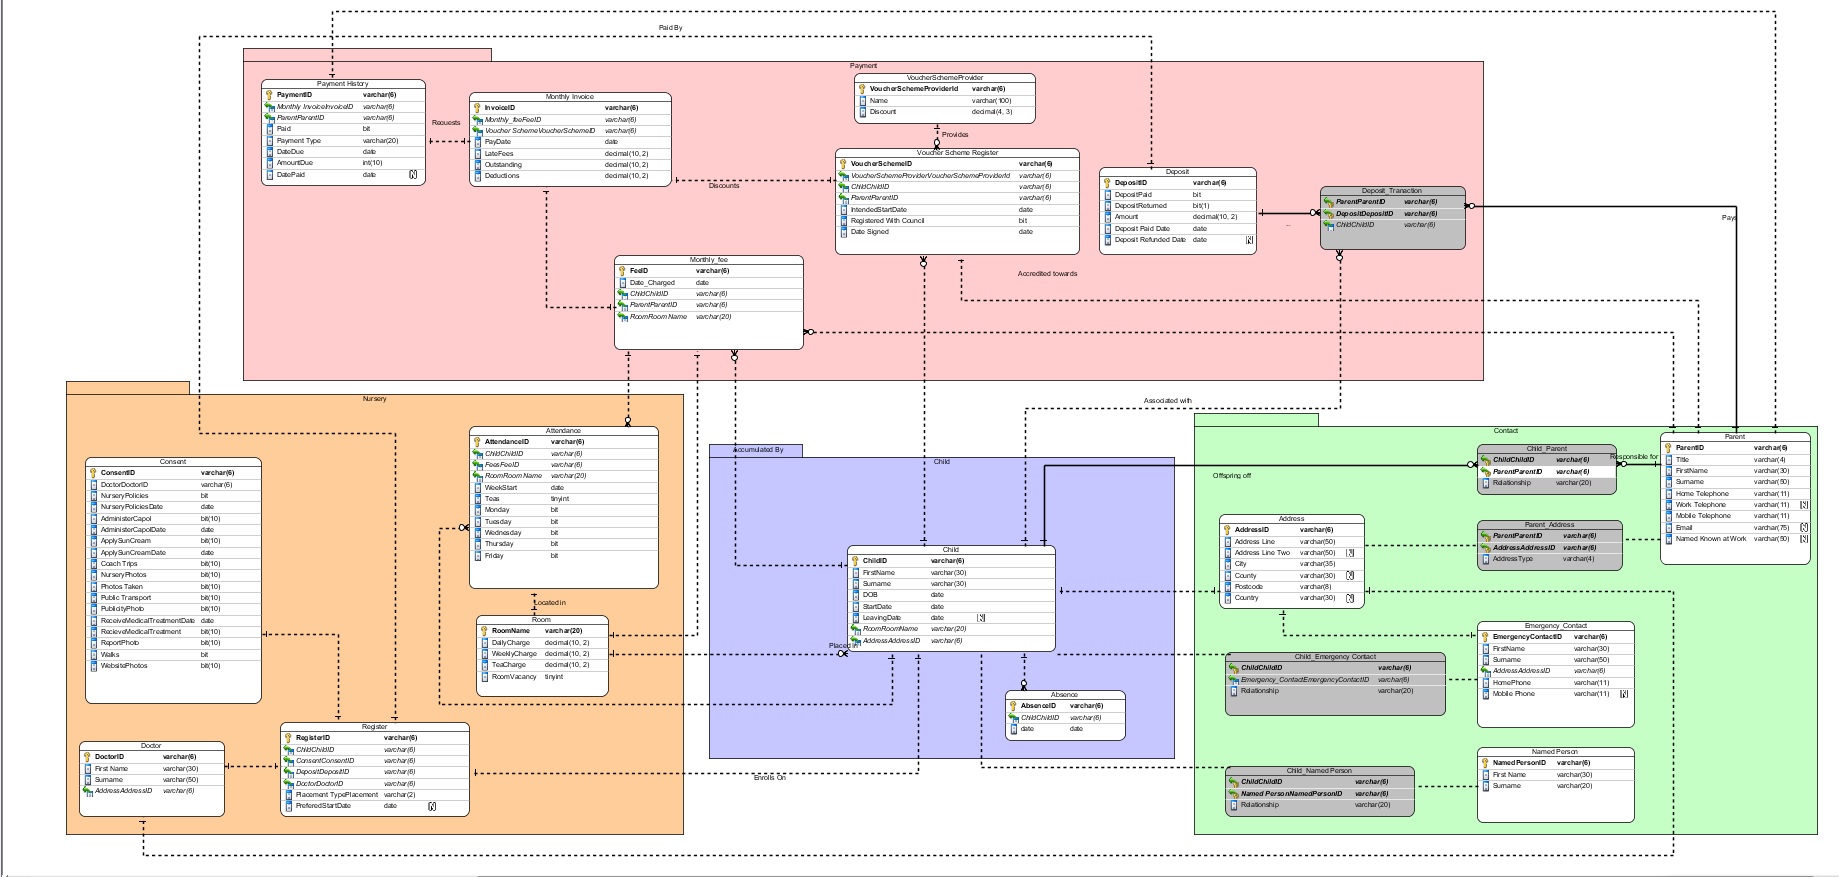 Paid By
Payment
Payment History
PaymentID varchar(6)
Monthly InvoiceInvoiceID varchar(6)
ParentParentID varchar(6)
Paid bit
Payment Type varchar(20)
DateDue date
AmountDue int(10)
DatePaid date
Requests
Monthly Invoice
InvoiceID varchar(6)
Monthly_feeFeeID varchar(6)
Voucher SchemeVoucherSchemeID varchar(6)
PayDate date
LateFees decimal(10, 2)
Outstanding decimal(10, 2)
Deductions decimal(10, 2)
Discounts
VoucherSchemeProvider
VoucherSchemeProviderId varchar(6)
Name varchar(100)
Discount decimal(4, 3)
Provides
Voucher Scheme Register
VoucherSchemeID varchar(6)
VoucherSchemeProviderVoucherSchemeProviderId varchar(6)
ChildChildID varchar(6)
ParentParentID varchar(6)
IntendedStartDate date
Registered With Council bit
Date Signed date
Deposit
DepositID varchar(6)
DepositPaid bit
DepositReturned bit(1)
Amount decimal(10, 2)
Deposit Paid Date date
Deposit Refunded Date date
Deposit_Tranaction
ParentParentID varchar(6)
DepositDepositID varchar(6)
ChildChildID varchar(6)
Pays
Accredited towards
Monthly_fee
FeeID varchar(6)
Date_Charged date
ChildChildID varchar(6)
ParentParentID varchar(6)
RoomRoomName varchar(20)
Associated with
Nursery
Attendance
AttendanceID varchar(6)
ChildChildID varchar(6)
FeesFeeID varchar(6)
RoomRoomName varchar(20)
WeekStart date
Teas tinyint
Monday bit
Tuesday bit
Wednesday bit
Thursday bit
Friday bit
Consent
ConsentID varchar(6)
DoctorDoctorID varchar(6)
NurseryPolicies bit
NurseryPoliciesDate date
AdministerCapol bit(10)
AdministerCapolDate date
ApplySunCream bit(10)
ApplySunCreamDate date
Coach Trips bit(10)
NurseryPhotos bit(10)
Photos Taken bit(10)
Public Transport bit(10)
PublicityPhoto bit(10)
ReceiveMedicalTreatmentDate date
RecieveMedicalTreatment bit(10)
ReportPhoto bit(10)
Walks bit
WebsitePhotos bit(10)
Located in
Room
RoomName varchar(20)
DailyCharge decimal(10, 2)
WeeklyCharge decimal(10, 2)
TeaCharge decimal(10, 2)
RoomVacancy tinyint
Doctor
DoctorID varchar(6)
First Name varchar(30)
Surname varchar(50)
AddressAddressID varchar(6)
Register
RegisterID varchar(6)
ChildChildID varchar(6)
ConsentConsentID varchar(6)
DepositDepositID varchar(6)
DoctorDoctorID varchar(6)
Placement TypePlacement varchar(2)
PreferedStartDate date
Enrolls On
Accumulated By
Child
Child
ChildID varchar(6)
FirstName varchar(30)
Surname varchar(30)
DOB date
StartDate date
LeavingDate date
RoomRoomName varchar(20)
AddressAddressID varchar(6)
Placed in
Absence
AbsenceID varchar(6)
ChildChildID varchar(6)
date date
Contact
Offspring off
Responsible for
Child_Parent
ChildChildID varchar(6)
ParentParentID varchar(6)
Relationship varchar(20)
Parent
ParentID varchar(6)
Title varchar(4)
FirstName varchar(30)
Surname varchar(50)
Home Telephone varchar(11)
Work Telephone varchar(11)
Mobile Telephone varchar(11)
Email varchar(75)
Named Known at Work varchar(50)
Address
AddressID varchar(6)
Address Line varchar(50)
Address Line Two varchar(50)
City varchar(35)
County varchar(30)
Postcode varchar(8)
Country varchar(30)
Parent_Address
ParentParentID varchar(6)
AddressAddressID varchar(6)
AddressType varchar(4)
Emergency_Contact
EmergencyContactID varchar(6)
FirstName varchar(30)
Surname varchar(50)
AddressAddressID varchar(6)
HomePhone varchar(11)
Mobile Phone varchar(11)
Child_Emergency Contact
ChildChildID varchar(6)
Emergency_ContactEmergencyContactID varchar(6)
Relationship varchar(20)
Child_Named Person
ChildChildID varchar(6)
Named PersonNamedPersonID varchar(6)
Relationship varchar(20)
Named Person
NamedPersonID varchar(6)
First Name varchar(30)
Surname varchar(20)